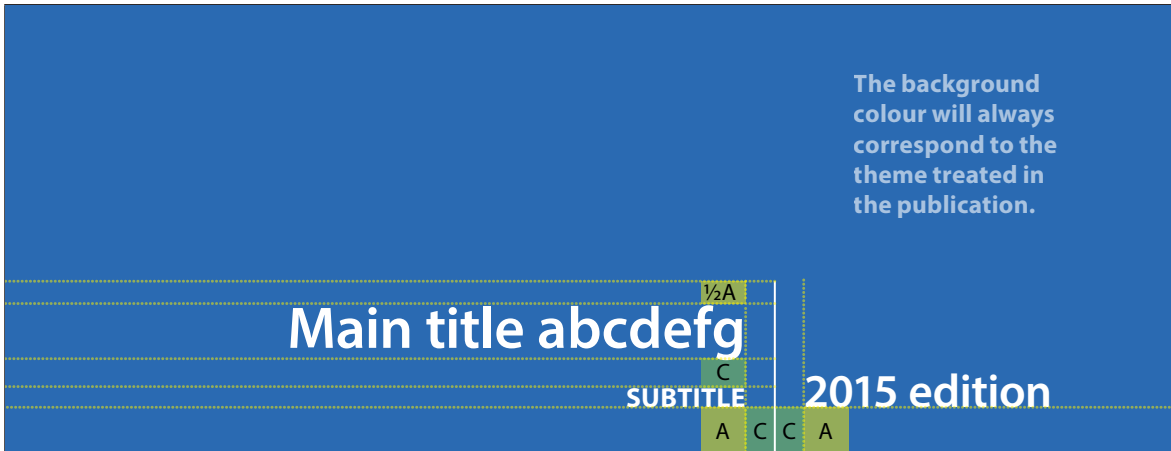 The background
colour will always
correspond to the
theme treated in
the publication.
½A
Main title abcdefg
C
SUBTITLE
2015 edition
A C C A